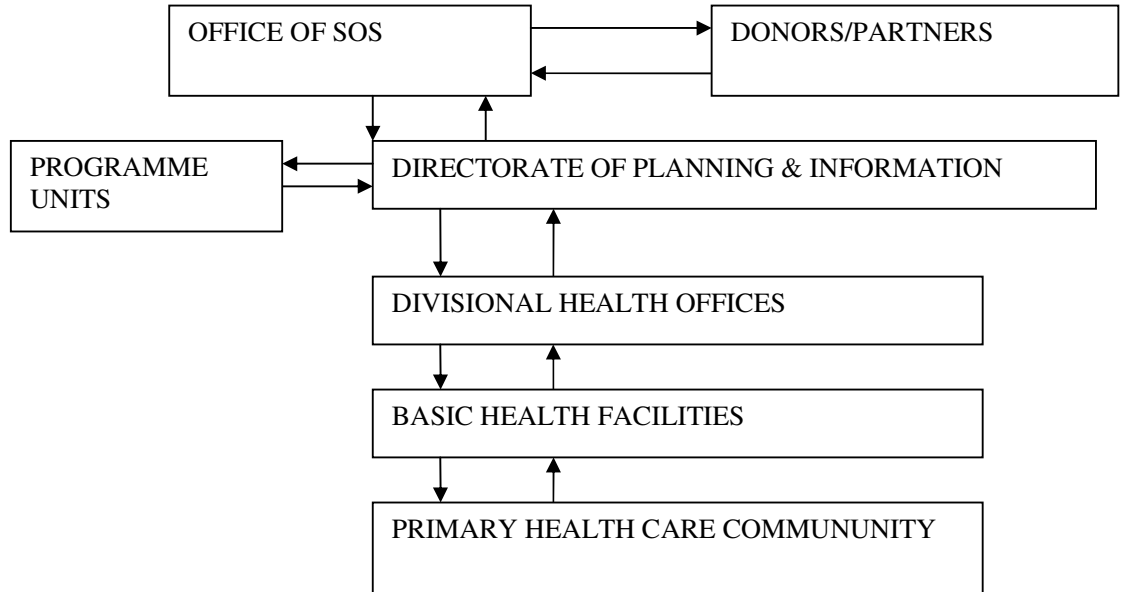 OFFICE OF SOS
DONORS/PARTNERS
PROGRAMME
UNITS
DIRECTORATE OF PLANNING & INFORMATION
DIVISIONAL HEALTH OFFICES
BASIC HEALTH FACILITIES
PRIMARY HEALTH CARE COMMUNUNITY